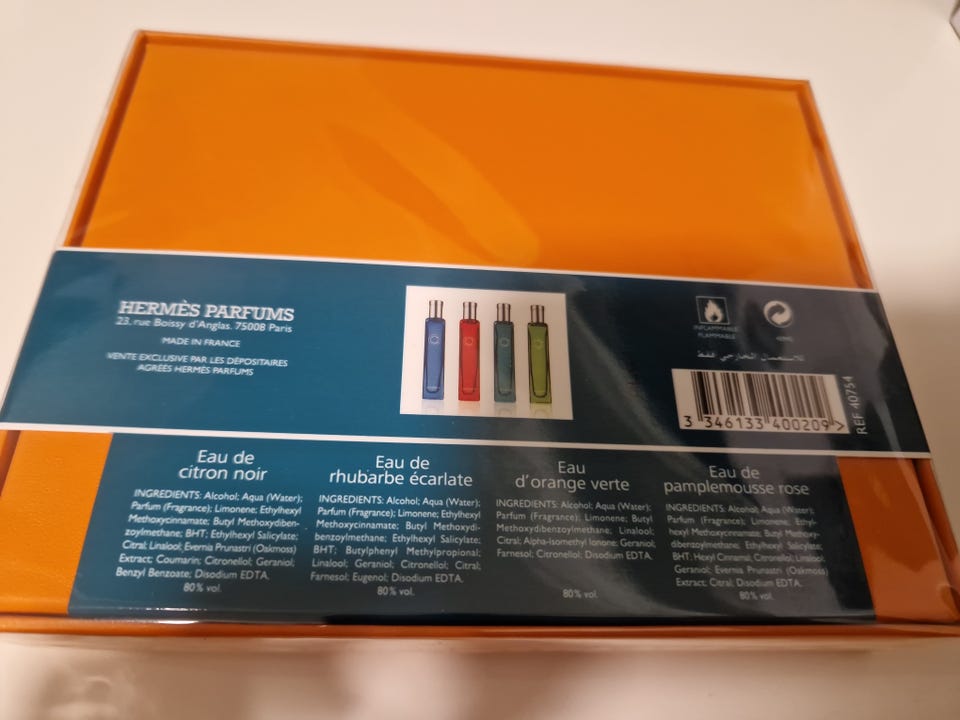 HERMÈS PARFUMS
23, rue Boissy d'Anglas. 75008 Paris
MADE IN FRANCE
VENTE EXCLUSIVE PAR LES DÉPOSITAIRES
AGRÉÉS HERMÈS PARFUMS
INFLAMMABLE
FLAMMABLE
للاستعمال الخارجي فقط
3 346133 400209 >
REF 40754
Eau de
citron noir
INGREDIENTS: Alcohol; Aqua (Water);
Parfum (Fragrance); Limonene; Ethylhexyl
Methoxycinnamate; Butyl Methoxydiben-
zoylmethane; BHT; Ethylhexyl Salicylate;
Citral; Linalool; Evernia Prunastri (Oakmoss)
Extract; Coumarin; Citronellol; Geraniol;
Benzyl Benzoate; Disodium EDTA.
80% vol.
Eau de
rhubarbe écarlate
INGREDIENTS: Alcohol; Aqua (Water);
Parfum (Fragrance); Limonene; Ethylhexyl
Methoxycinnamate; Butyl Methoxydi-
benzoylmethane; Ethylhexyl Salicylate;
BHT; Butylphenyl Methylpropional;
Linalool; Geraniol; Citronellol; Citral;
Farnesol; Eugenol; Disodium EDTA.
80% vol.
Eau
d'orange verte
INGREDIENTS: Alcohol; Aqua (Water);
Parfum (Fragrance); Limonene; Butyl
Methoxydibenzoylmethane; Linalool;
Citral; Alpha-Isomethyl Ionone; Geraniol;
Farnesol; Citronellol; Disodium EDTA.
80% vol.
Eau de
pamplemousse rose
INGREDIENTS: Alcohol; Aqua (Water);
Parfum (Fragrance); Limonene; Ethyl-
hexyl Methoxycinnamate; Butyl Methoxy-
dibenzoylmethane; Ethylhexyl Salicylate;
BHT; Hexyl Cinnamal; Citronellol; Linalool;
Geraniol; Evernia Prunastri (Oakmoss)
Extract; Citral; Disodium EDTA.
80% vol.